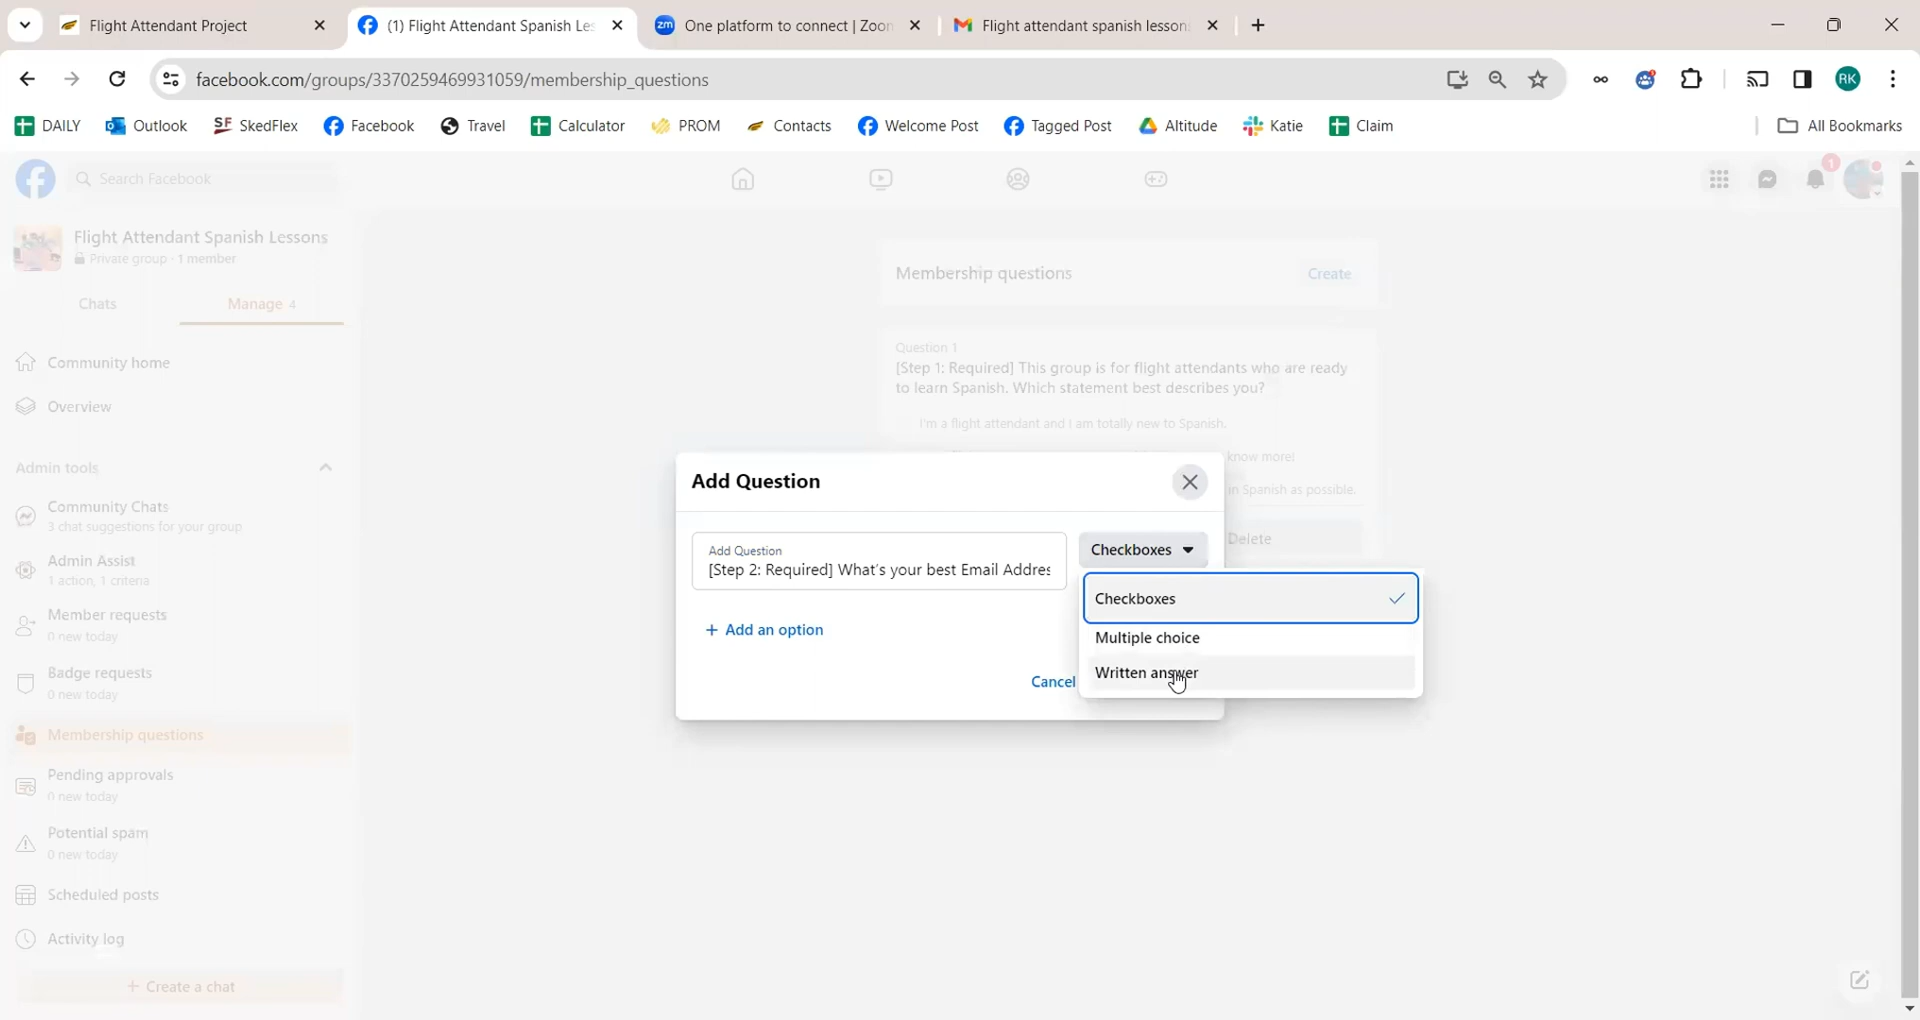 Flight Attendant Project
(1) Flight Attendant Spanish Les
One platform to connect | Zoom
Flight attendant spanish lesson
facebook.com/groups/3370259469931059/membership_questions
RK
DAILY
Outlook
SkedFlex
Facebook
Travel
Calculator
PROM
Contacts
Welcome Post
Tagged Post
Altitude
Katie
Claim
All Bookmarks
Search Facebook
1
Flight Attendant Spanish Lessons
Private group · 1 member
Chats
Manage 4
Community home
Overview
Admin tools
Community Chats
3 chat suggestions for your group
Admin Assist
1 action, 1 criteria
Member requests
0 new today
Badge requests
0 new today
Membership questions
Pending approvals
0 new today
Potential spam
0 new today
Scheduled posts
Activity log
+ Create a chat
Membership questions
Create
Question 1
[Step 1: Required] This group is for flight attendants who are ready
to learn Spanish. Which statement best describes you?
I'm a flight attendant and I am totally new to Spanish.
know more!
in Spanish as possible.
Delete
Add Question
Add Question
[Step 2: Required] What's your best Email Addres
Checkboxes
+ Add an option
Cancel
Checkboxes
Multiple choice
Written answer